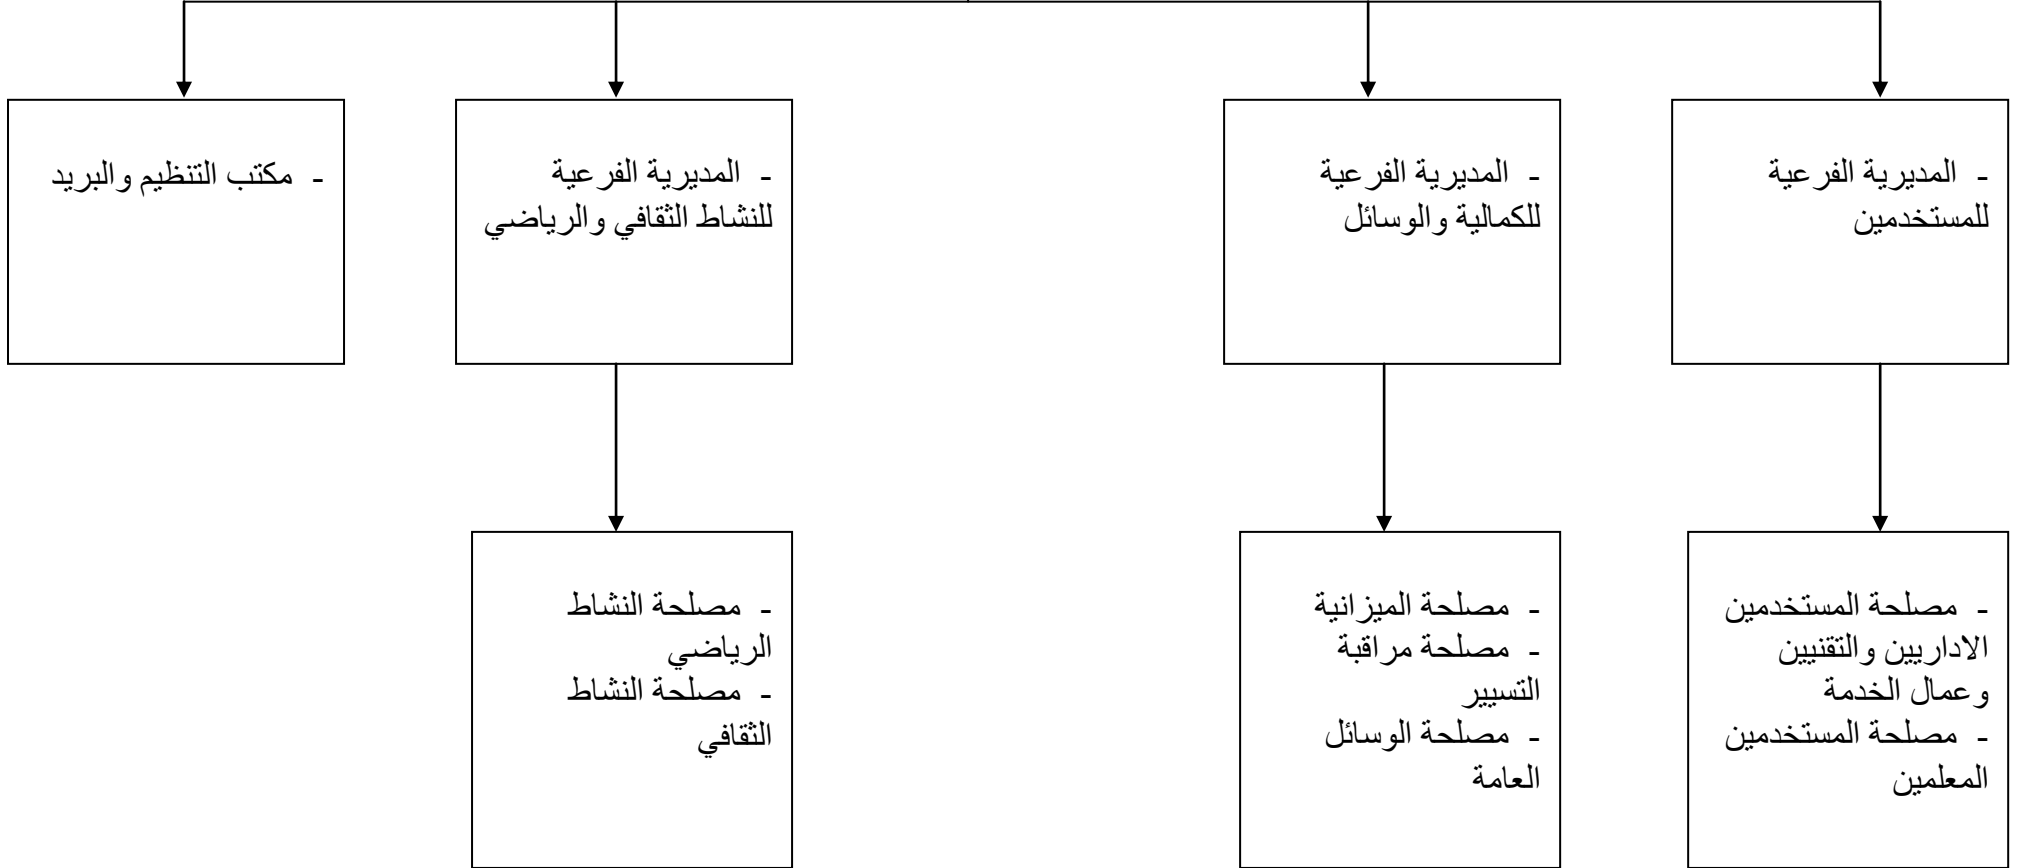 - المديرية الفرعية
للمستخدمين
- المديرية الفرعية
للكمالية والوسائل
- المديرية الفرعية
للنشاط الثقافي والرياضي
- مكتب التنظيم والبريد
- مصلحة المستخدمين
الاداريين والتقنيين
وعمال الخدمة
- مصلحة المستخدمين
المعلمين
- مصلحة الميزانية
- مصلحة مراقبة
التسيير
- مصلحة الوسائل
العامة
- مصلحة النشاط
الرياضي
- مصلحة النشاط
الثقافي